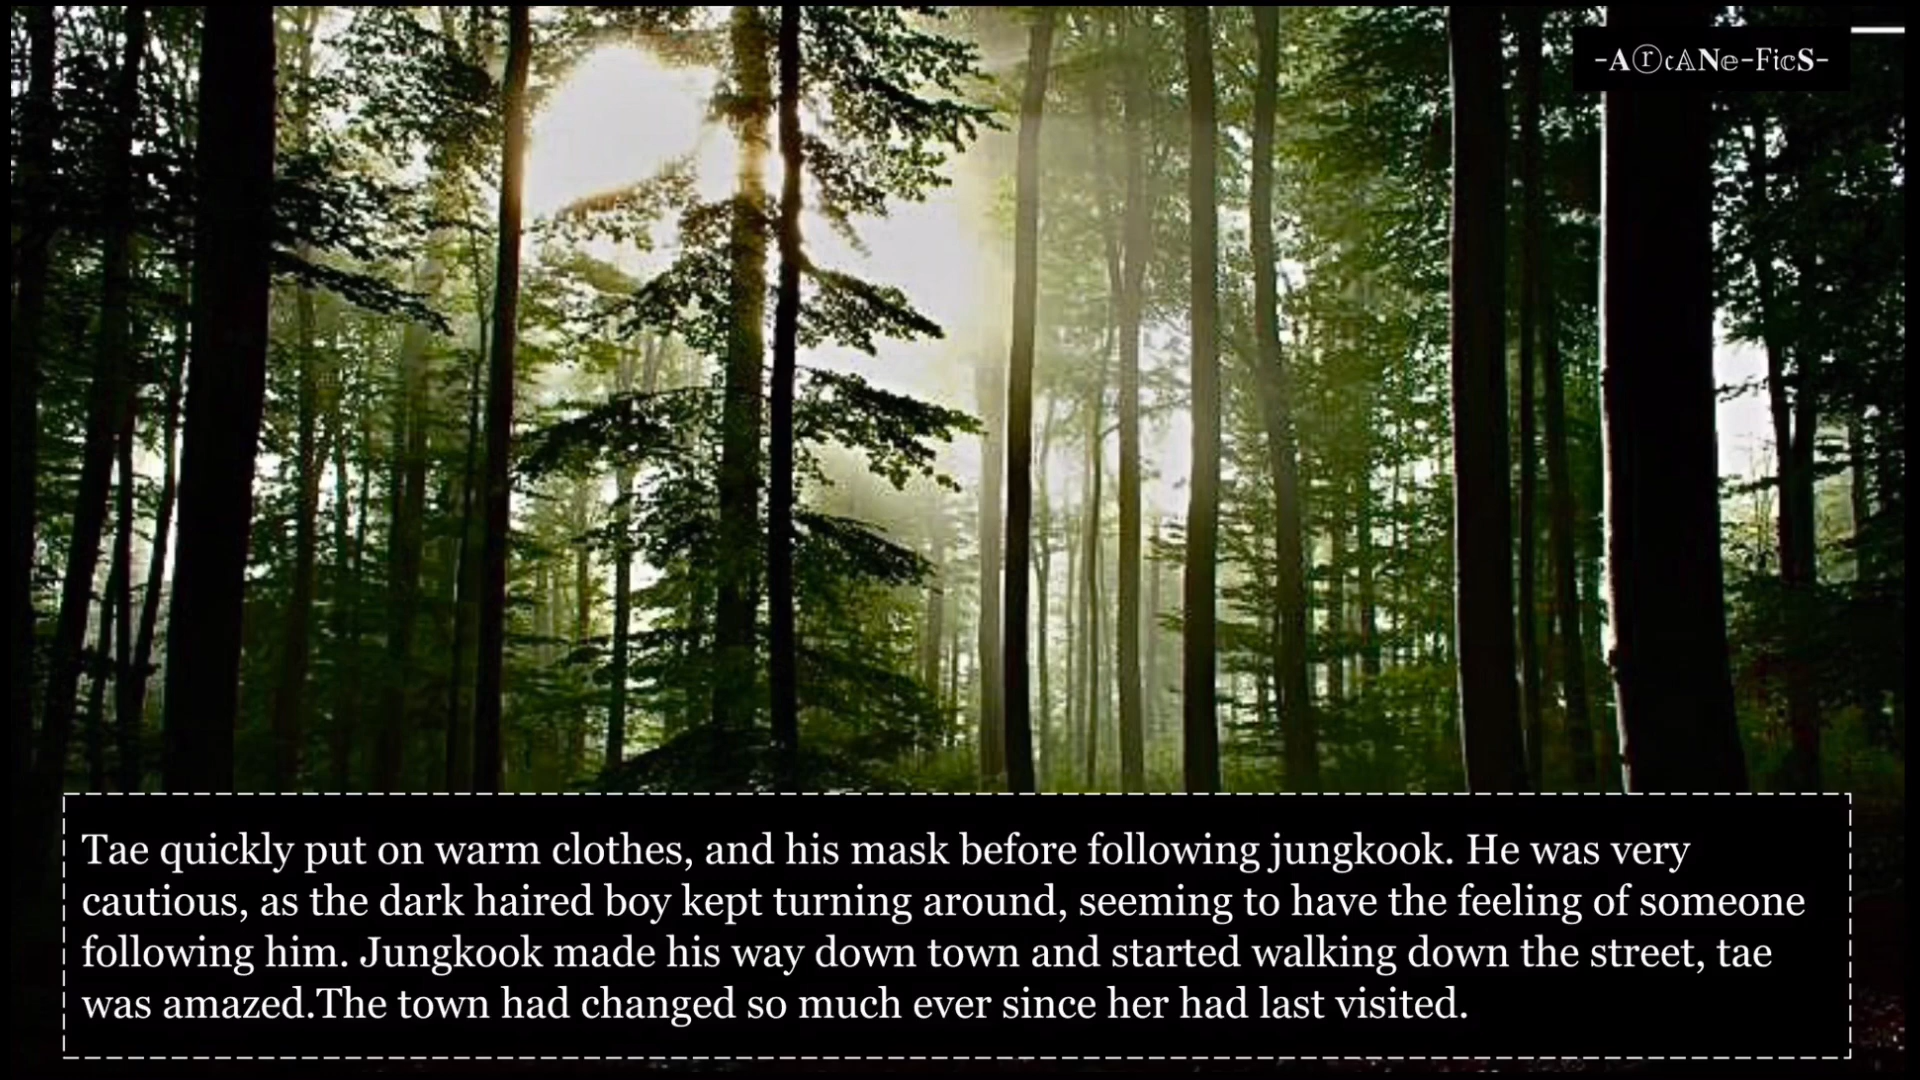 -ArcANe-FicS-
Tae quickly put on warm clothes, and his mask before following jungkook. He was very
cautious, as the dark haired boy kept turning around, seeming to have the feeling of someone
following him. Jungkook made his way down town and started walking down the street, tae
was amazed.The town had changed so much ever since her had last visited.